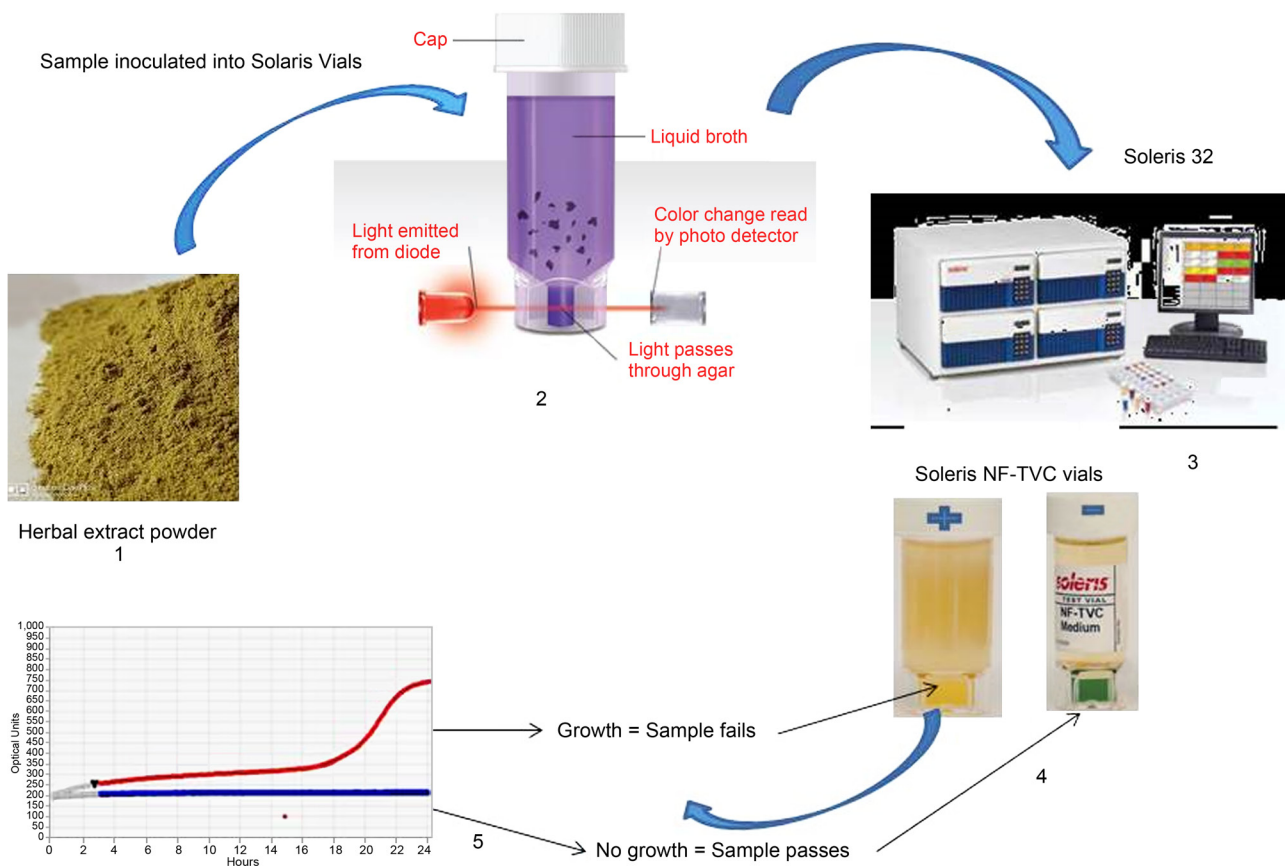 Sample inoculated into Solaris Vials
Cap
Liquid broth
Light emitted
from diode
Color change read
by photo detector
Light passes
through agar
2
Soleris 32
soleris
3
Herbal extract powder
1
Soleris NF-TVC vials
+
−
soleris
TEST VIAL
NF-TVC
Medium
4
Growth = Sample fails
No growth = Sample passes
5
Optical Units
1,000
950
900
850
800
750
700
650
600
550
500
450
400
350
300
250
200
150
100
50
0
0 2 4 6 8 10 12 14 16 18 20 22 24
Hours